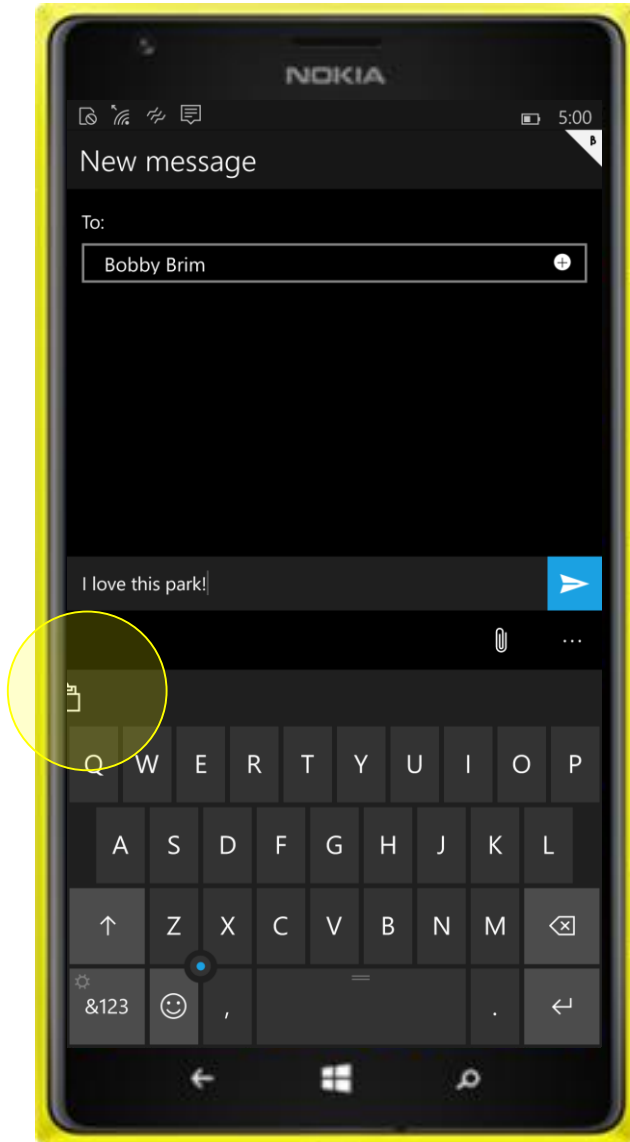 NOKIA
5:00
New message
β
To:
Bobby Brim
I love this park!
Q W E R T Y U I O P
A S D F G H J K L
Z X C V B N M
&123 , .